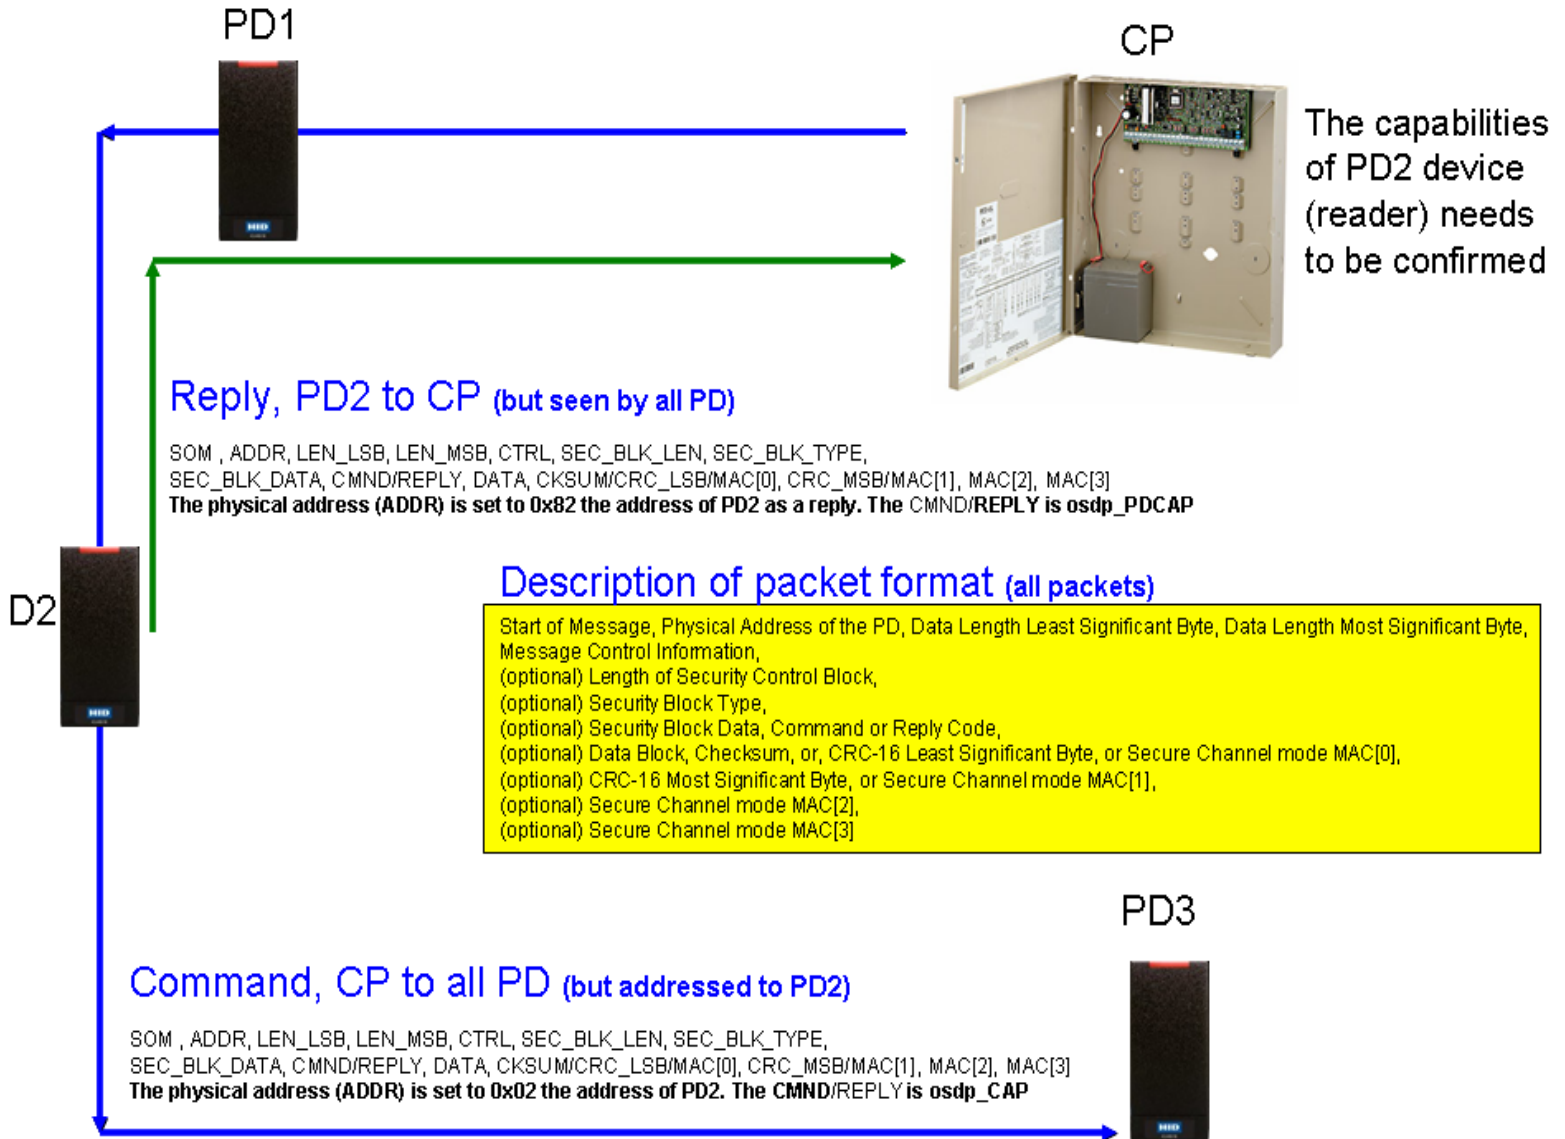 PD1
CP
The capabilities
of PD2 device
(reader) needs
to be confirmed
HID
Reply, PD2 to CP (but seen by all PD)
SOM , ADDR, LEN_LSB, LEN_MSB, CTRL, SEC_BLK_LEN, SEC_BLK_TYPE,
SEC_BLK_DATA, CMND/REPLY, DATA, CKSUM/CRC_LSB/MAC[0], CRC_MSB/MAC[1], MAC[2], MAC[3]
The physical address (ADDR) is set to 0x82 the address of PD2 as a reply. The CMND/REPLY is osdp_PDCAP
D2
HID
Description of packet format (all packets)
Start of Message, Physical Address of the PD, Data Length Least Significant Byte, Data Length Most Significant Byte,
Message Control Information,
(optional) Length of Security Control Block,
(optional) Security Block Type,
(optional) Security Block Data, Command or Reply Code,
(optional) Data Block, Checksum, or, CRC-16 Least Significant Byte, or Secure Channel mode MAC[0],
(optional) CRC-16 Most Significant Byte, or Secure Channel mode MAC[1],
(optional) Secure Channel mode MAC[2],
(optional) Secure Channel mode MAC[3]
PD3
Command, CP to all PD (but addressed to PD2)
SOM , ADDR, LEN_LSB, LEN_MSB, CTRL, SEC_BLK_LEN, SEC_BLK_TYPE,
SEC_BLK_DATA, CMND/REPLY, DATA, CKSUM/CRC_LSB/MAC[0], CRC_MSB/MAC[1], MAC[2], MAC[3]
The physical address (ADDR) is set to 0x02 the address of PD2. The CMND/REPLY is osdp_CAP
HID